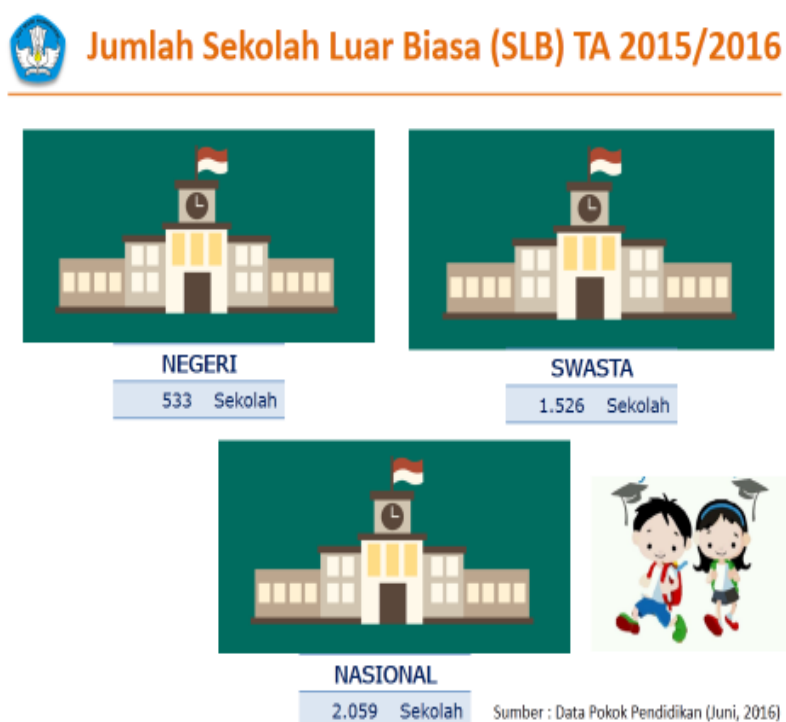 Jumlah Sekolah Luar Biasa (SLB) TA 2015/2016
NEGERI
533 Sekolah
SWASTA
1.526 Sekolah
NASIONAL
2.059 Sekolah
Sumber : Data Pokok Pendidikan (Juni, 2016)